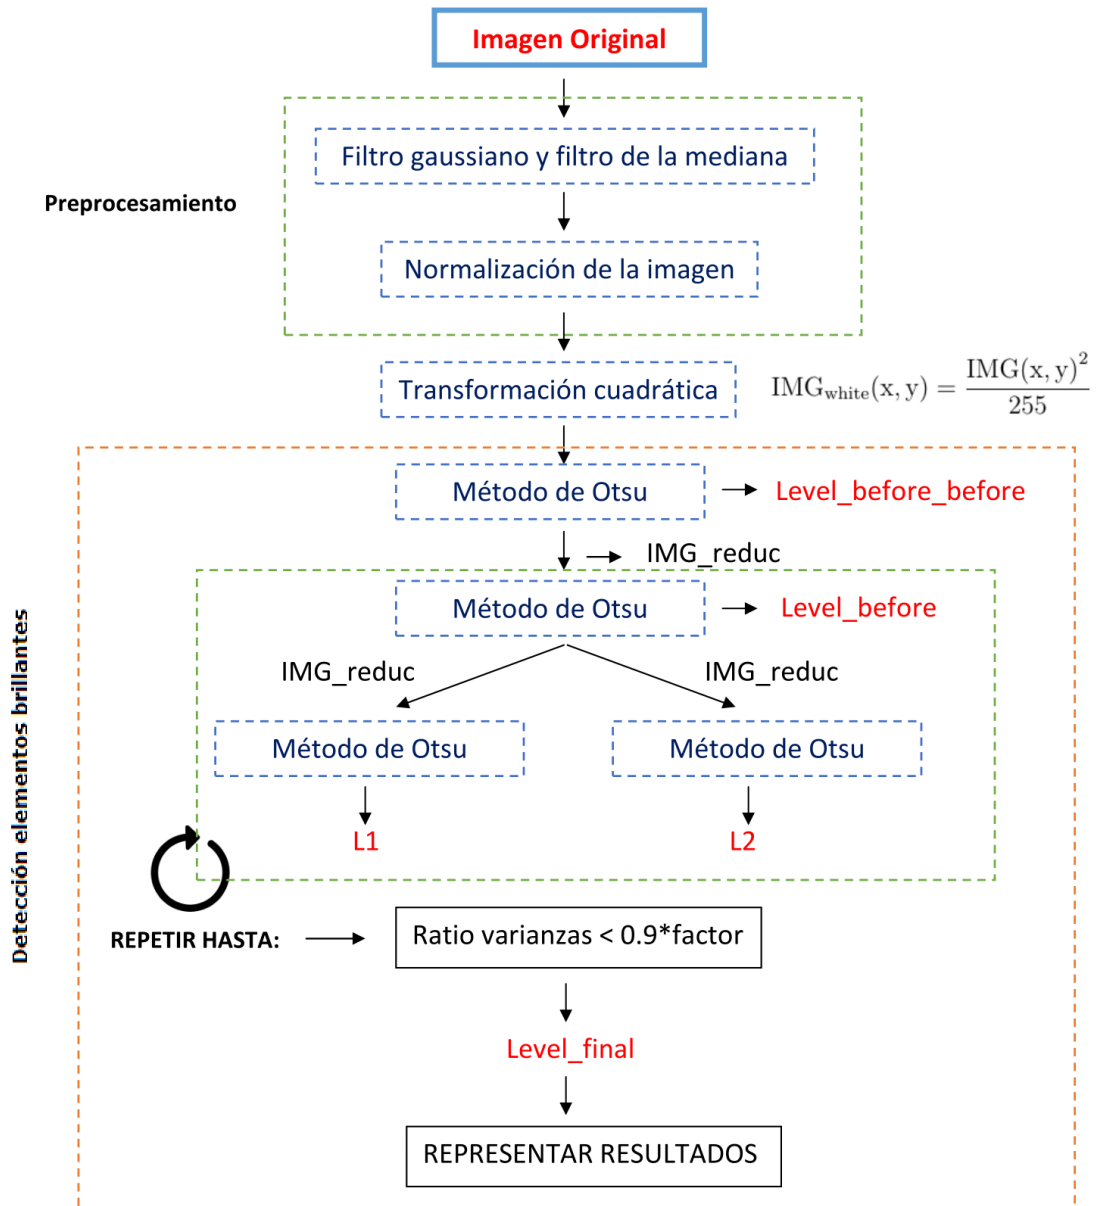 Imagen Original
Filtro gaussiano y filtro de la mediana
Preprocesamiento
Normalización de la imagen
Transformación cuadrática
IMG_white(x, y) = IMG(x, y)^2 / 255
Método de Otsu
Level_before_before
IMG_reduc
Método de Otsu
Level_before
IMG_reduc
IMG_reduc
Método de Otsu
Método de Otsu
L1
L2
Detección elementos brillantes
REPETIR HASTA:
Ratio varianzas < 0.9*factor
Level_final
REPRESENTAR RESULTADOS